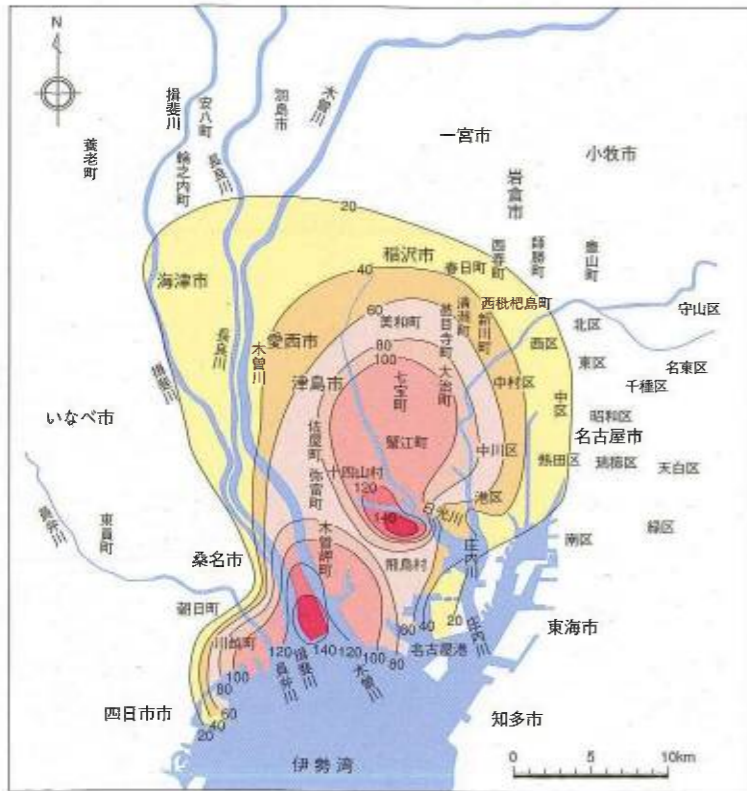 N
揖斐川
安八町
羽島市
木曽川
養老町
輪之内町
長良川
一宮市
小牧市
岩倉市
20
稲沢市
40
春日町
西春町
師勝町
豊山町
海津市
60
美和町
甚目寺町
清洲町
新川町
西枇杷島町
守山区
北区
西区
長良川
木曽川
愛西市
80
100
七宝町
大治町
東区
名東区
揖斐川
津島市
中村区
中区
千種区
いなべ市
佐屋町
蟹江町
昭和区
名古屋市
弥富町
十四山村
中川区
熱田区
瑞穂区
天白区
120
港区
員弁川
東員町
140
日光川
南区
緑区
木曽岬町
庄内川
桑名市
飛島村
朝日町
20
東海市
川越町
60
40
庄内川
120
員弁川
揖斐川
140
120
木曽川
100
80
名古屋港
100
80
四日市市
60
40
20
知多市
伊勢湾
0
5
10km